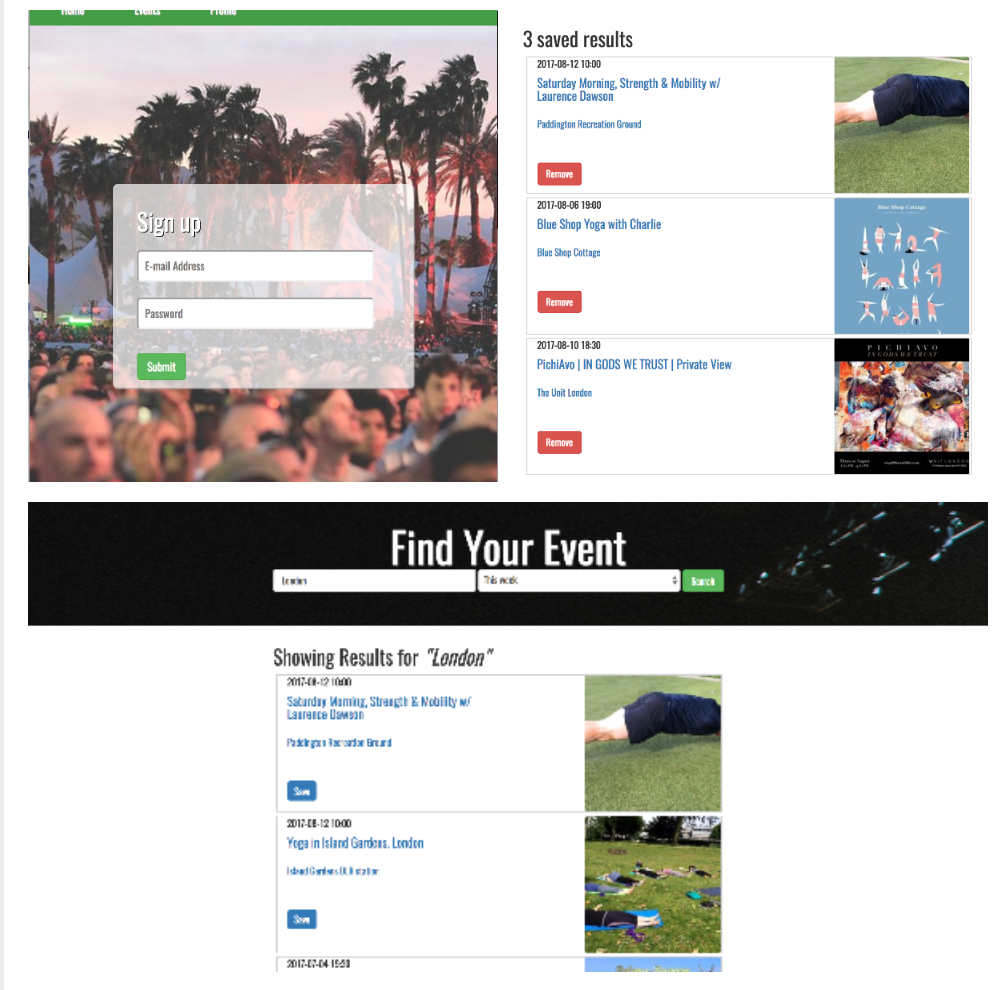 Home Events Profile
Sign up
E-mail Address
Password
Submit
3 saved results
2017-08-12 10:00
Saturday Morning, Strength & Mobility w/
Laurence Dawson
Paddington Recreation Ground
Remove
2017-08-06 19:00
Blue Shop Yoga with Charlie
Blue Shop Cottage
Remove
Blue Shop Cottage
2017-08-10 18:30
PichiAvo | IN GODS WE TRUST | Private View
The Unit London
Remove
PICHIAVO
IN GODS WE TRUST
Find Your Event
London
This week
Search
Showing Results for "London"
2017-08-12 10:00
Saturday Morning, Strength & Mobility w/
Laurence Dawson
Paddington Recreation Ground
Save
2017-08-12 10:00
Yoga in Island Gardens, London
Island Gardens DLR station
Save
2017-07-04 19:30